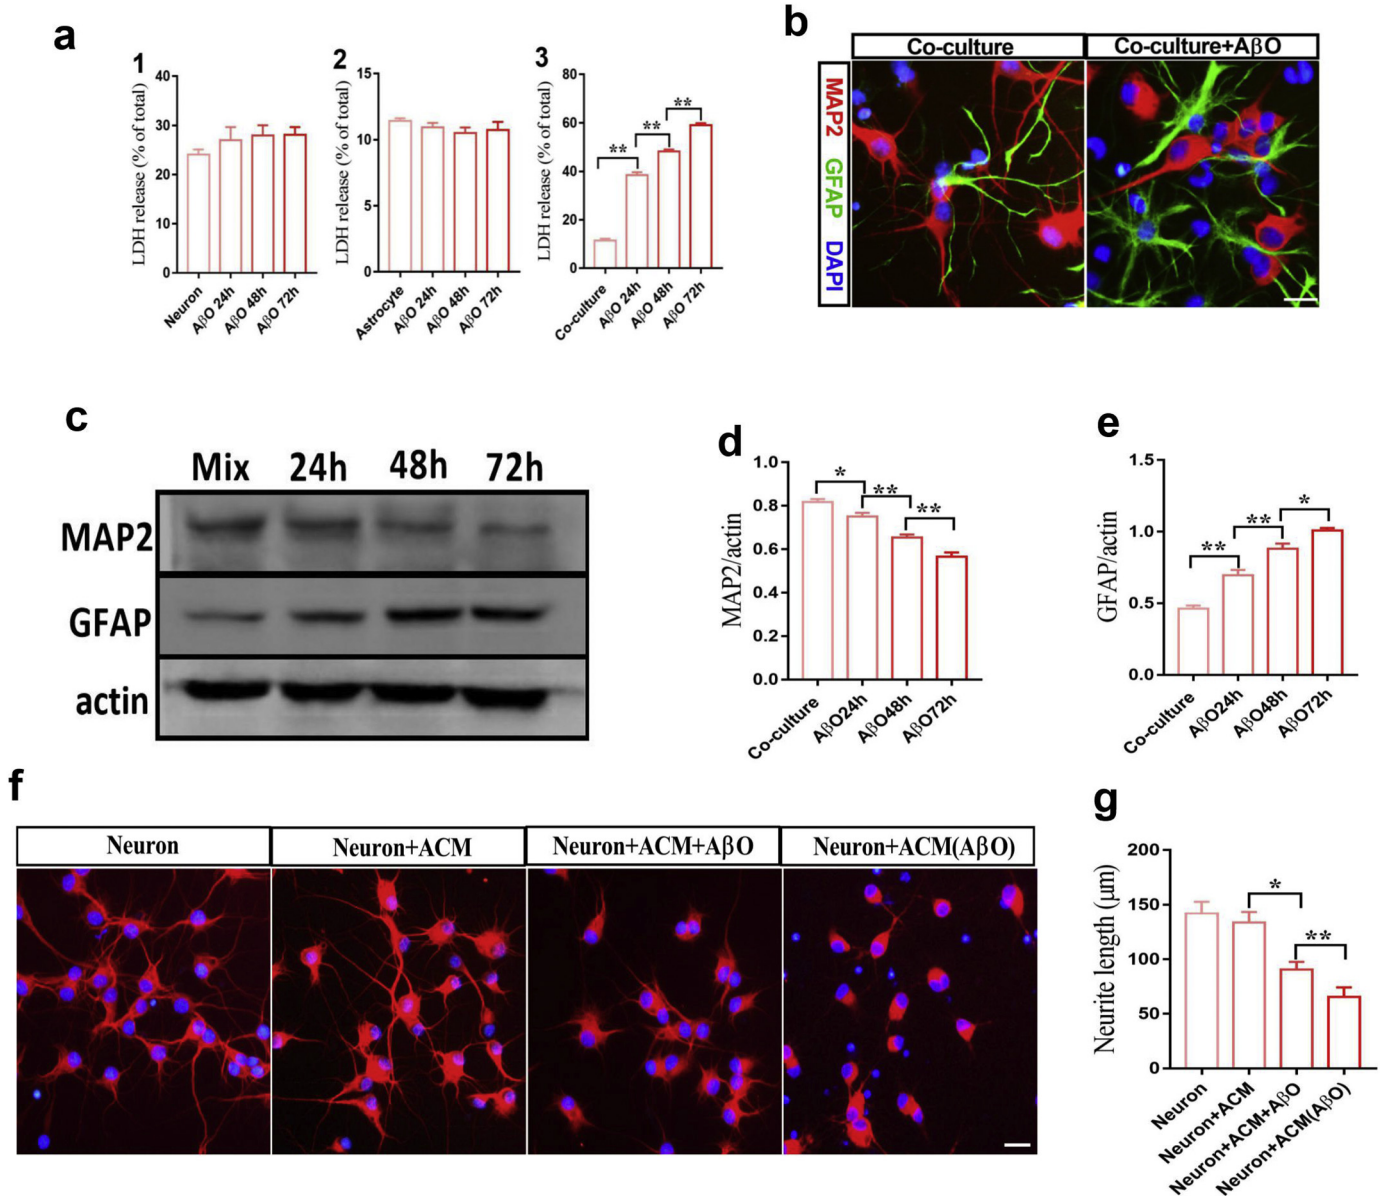 a
1
2
3
LDH release (% of total)
40
30
20
10
0
Neuron
AβO 24h
AβO 48h
AβO 72h
LDH release (% of total)
15
10
5
0
Astrocyte
AβO 24h
AβO 48h
AβO 72h
LDH release (% of total)
80
60
40
20
0
**
**
**
Co-culture
AβO 24h
AβO 48h
AβO 72h
b
Co-culture
Co-culture+AβO
MAP2 GFAP DAPI
c
Mix 24h 48h 72h
MAP2
GFAP
actin
d
MAP2/actin
1.0
0.8
0.6
0.4
0.2
0.0
*
**
**
Co-culture
AβO24h
AβO48h
AβO72h
e
GFAP/actin
1.5
1.0
0.5
0.0
**
**
*
Co-culture
AβO24h
AβO48h
AβO72h
f
Neuron
Neuron+ACM
Neuron+ACM+AβO
Neuron+ACM(AβO)
g
Neurite length (μm)
200
150
100
50
0
*
**
Neuron
Neuron+ACM
Neuron+ACM+AβO
Neuron+ACM(AβO)